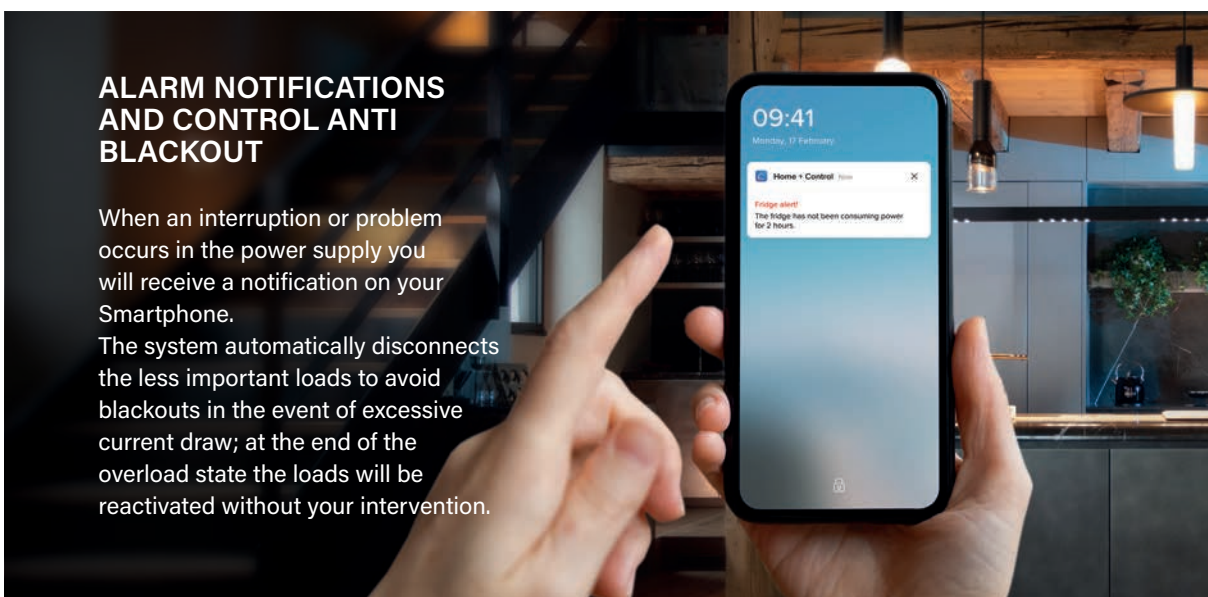 ALARM NOTIFICATIONS
AND CONTROL ANTI
BLACKOUT
When an interruption or problem
occurs in the power supply you
will receive a notification on your
Smartphone.
The system automatically disconnects
the less important loads to avoid
blackouts in the event of excessive
current draw; at the end of the
overload state the loads will be
reactivated without your intervention.
09:41
Monday, 17 February
Home + Control Now
Fridge alert!
The fridge has not been consuming power
for 2 hours.